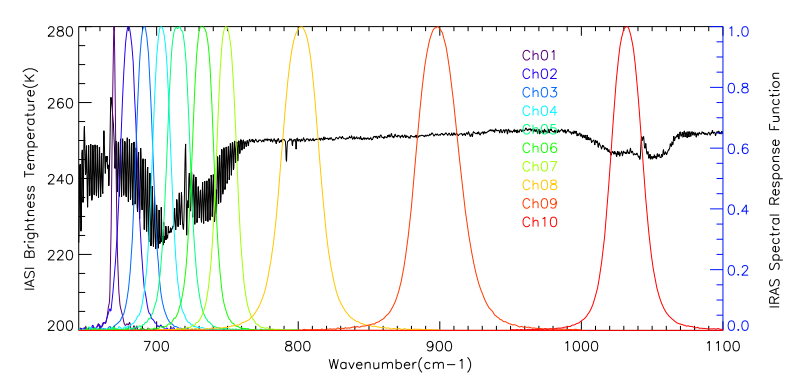 280
260
240
220
200
IASI Brightness Temperature(K)
700
800
900
1000
1100
Wavenumber(cm-1)
1.0
0.8
0.6
0.4
0.2
0.0
IRAS Spectral Response Function
Ch01
Ch02
Ch03
Ch04
Ch05
Ch06
Ch07
Ch08
Ch09
Ch10